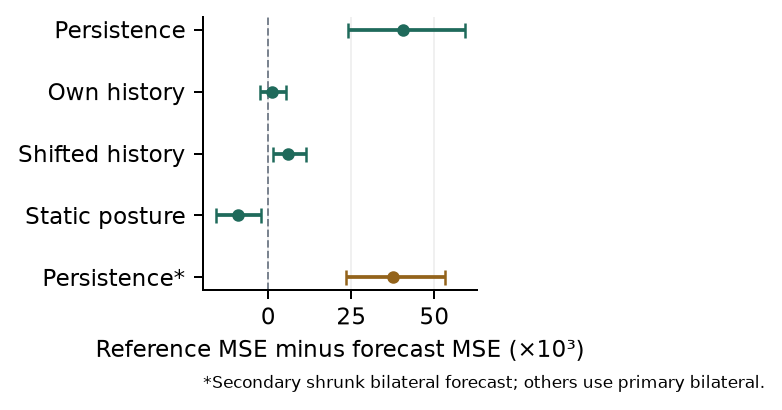 Persistence
Own history
Shifted history
Static posture
Persistence*
0 25 50
Reference MSE minus forecast MSE (×10³)
*Secondary shrunk bilateral forecast; others use primary bilateral.